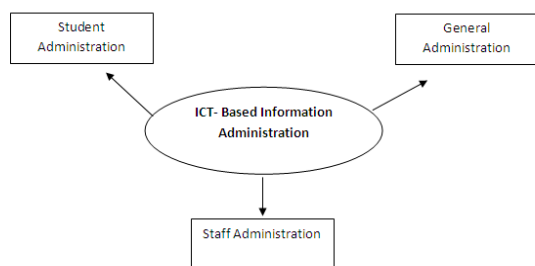 Student
Administration
General
Administration
ICT- Based Information
Administration
Staff Administration